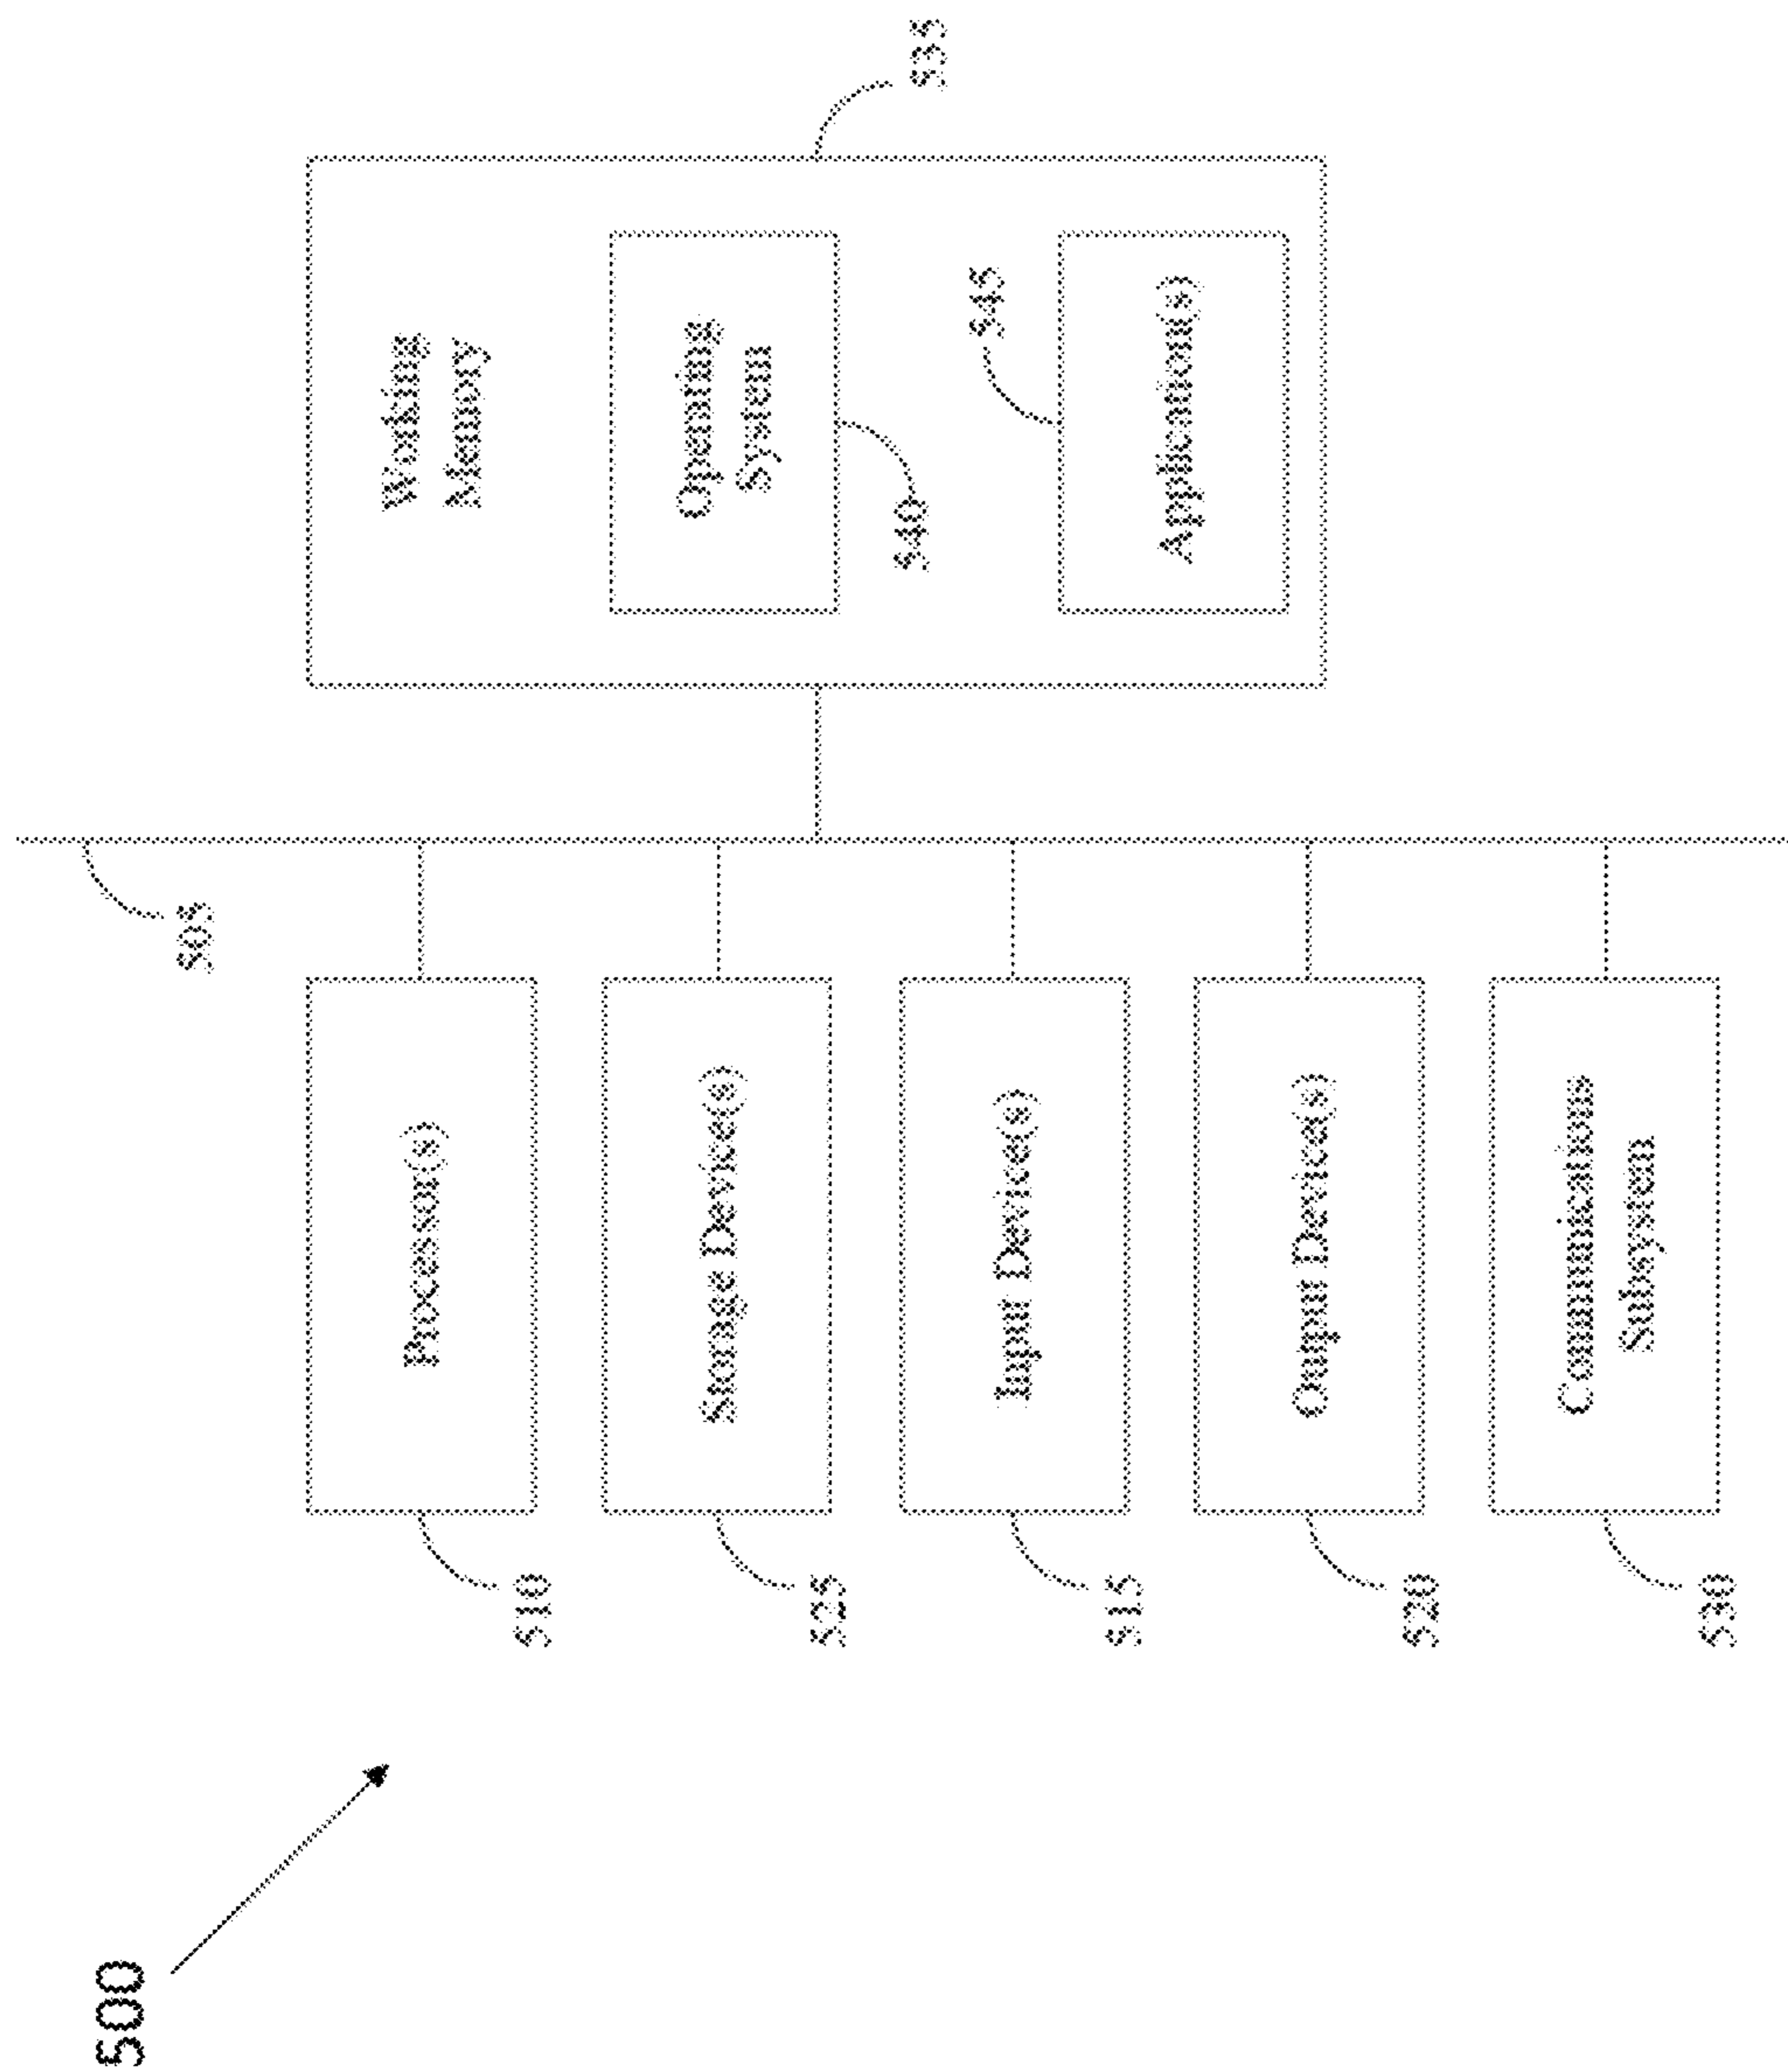 500
505
510
Processor(s)
525
Storage Device(s)
515
Input Device(s)
520
Output Device(s)
530
Communications
Subsystem
535
Working
Memory
Operating
System
540
545
Application(s)